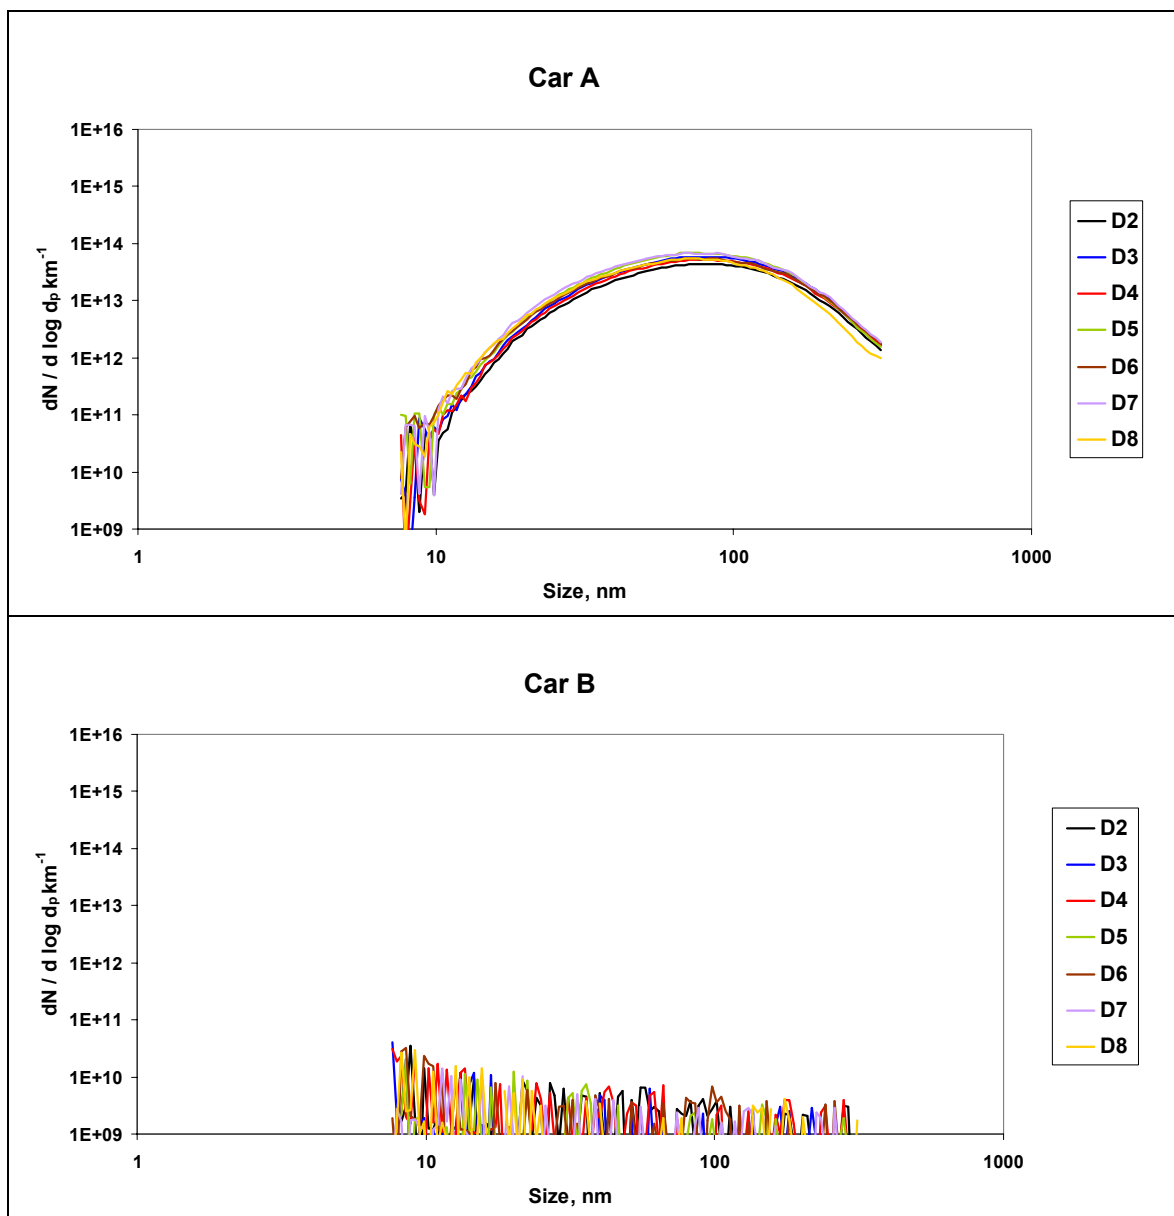 Car A
1E+16
1E+15
1E+14
1E+13
1E+12
1E+11
1E+10
1E+09
dN / d log dp km-1
1 10 100 1000
Size, nm
D2
D3
D4
D5
D6
D7
D8
Car B
1E+16
1E+15
1E+14
1E+13
1E+12
1E+11
1E+10
1E+09
dN / d log dp km-1
1 10 100 1000
Size, nm
D2
D3
D4
D5
D6
D7
D8